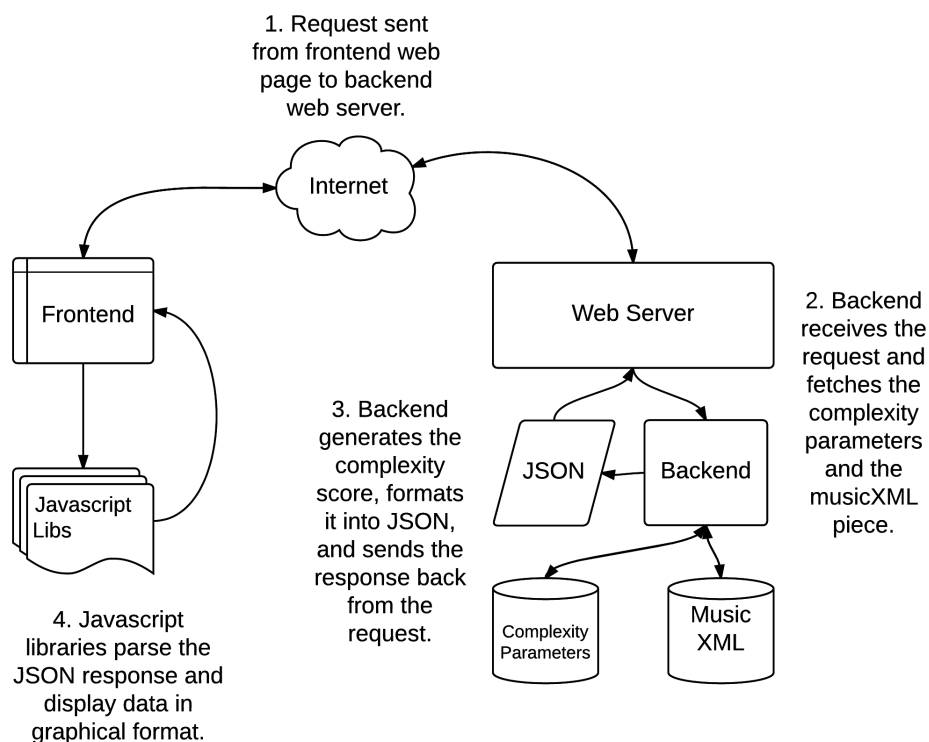 1. Request sent
from frontend web
page to backend
web server.
Internet
Frontend
Web Server
2. Backend
receives the
request and
fetches the
complexity
parameters
and the
musicXML
piece.
3. Backend
generates the
complexity
score, formats
it into JSON,
and sends the
response back
from the
request.
JSON
Backend
Javascript
Libs
Complexity
Parameters
Music
XML
4. Javascript
libraries parse the
JSON response and
display data in
graphical format.